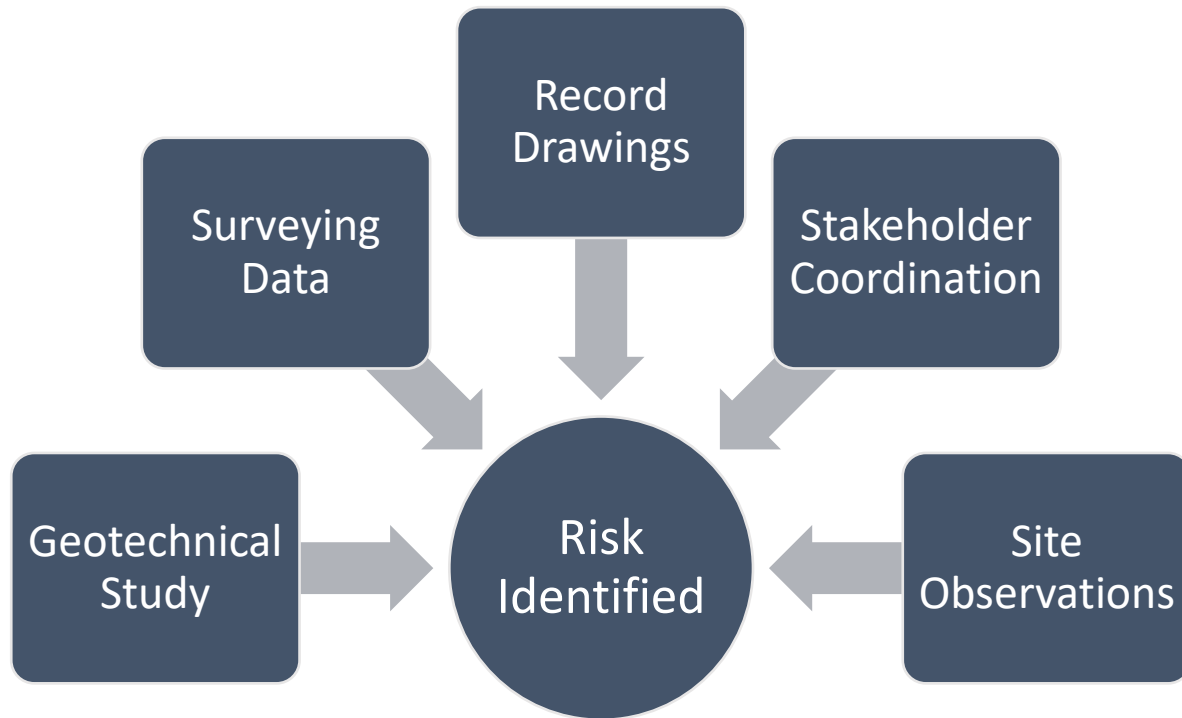 Record
Drawings
Surveying
Data
Stakeholder
Coordination
Geotechnical
Study
Risk
Identified
Site
Observations